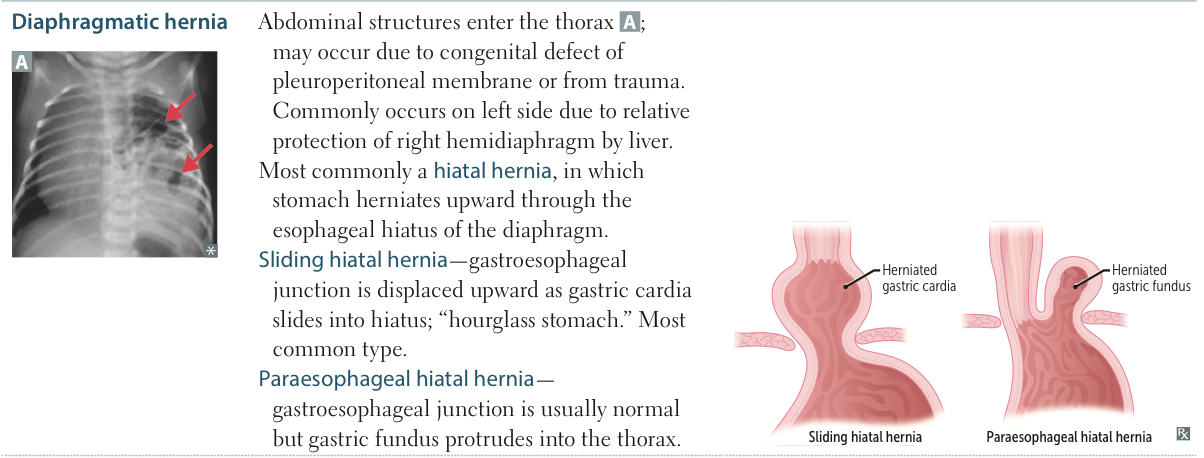 Diaphragmatic hernia
A
*
Abdominal structures enter the thorax A;
may occur due to congenital defect of
pleuroperitoneal membrane or from trauma.
Commonly occurs on left side due to relative
protection of right hemidiaphragm by liver.
Most commonly a hiatal hernia, in which
stomach herniates upward through the
esophageal hiatus of the diaphragm.
Sliding hiatal hernia—gastroesophageal
junction is displaced upward as gastric cardia
slides into hiatus; “hourglass stomach.” Most
common type.
Paraesophageal hiatal hernia—
gastroesophageal junction is usually normal
but gastric fundus protrudes into the thorax.
Herniated
gastric cardia
Sliding hiatal hernia
Herniated
gastric fundus
Paraesophageal hiatal hernia
Rx